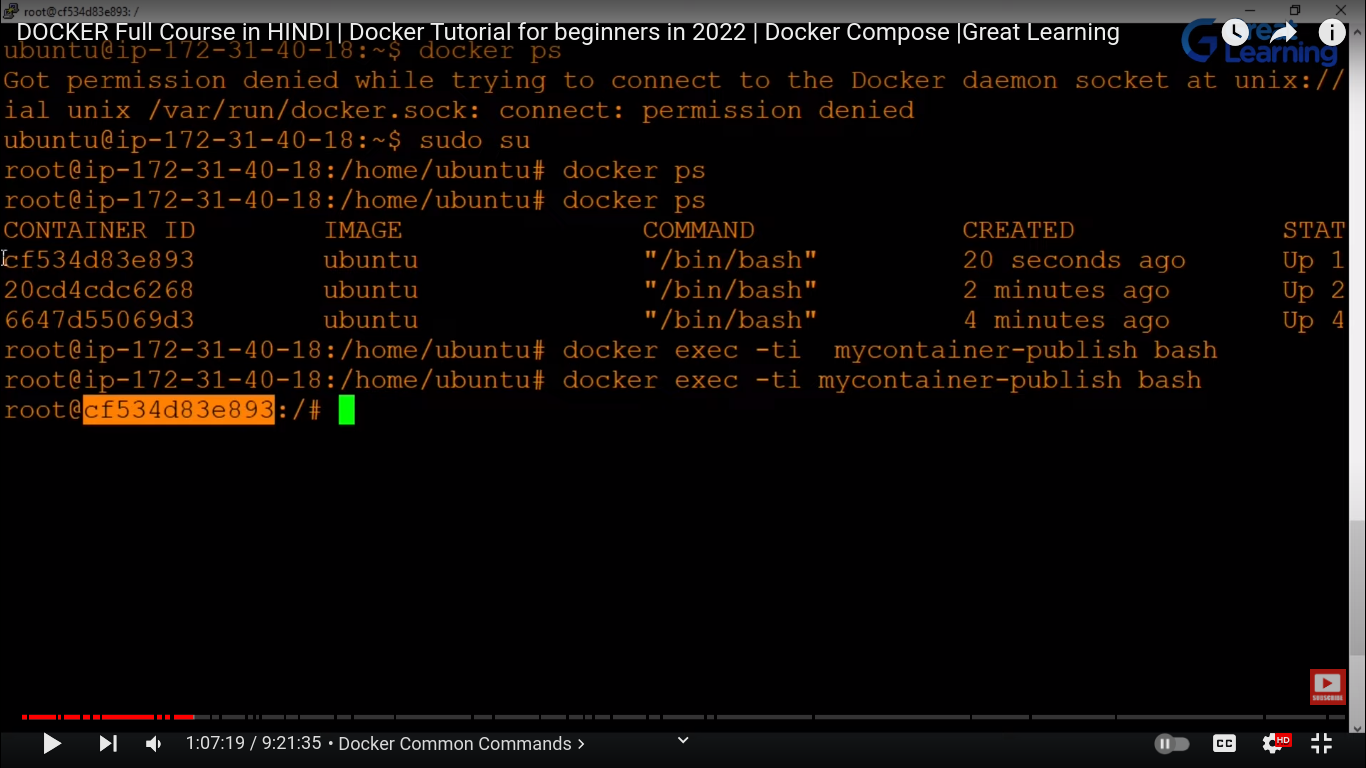 root@cf534d83e893: /
DOCKER Full Course in HINDI | Docker Tutorial for beginners in 2022 | Docker Compose |Great Learning
Great Learning
ubuntu@ip-172-31-40-18:~$ docker ps
Got permission denied while trying to connect to the Docker daemon socket at unix://
ial unix /var/run/docker.sock: connect: permission denied
ubuntu@ip-172-31-40-18:~$ sudo su
root@ip-172-31-40-18:/home/ubuntu# docker ps
root@ip-172-31-40-18:/home/ubuntu# docker ps
CONTAINER ID IMAGE COMMAND CREATED STAT
cf534d83e893 ubuntu "/bin/bash" 20 seconds ago Up 1
20cd4cdc6268 ubuntu "/bin/bash" 2 minutes ago Up 2
6647d55069d3 ubuntu "/bin/bash" 4 minutes ago Up 4
root@ip-172-31-40-18:/home/ubuntu# docker exec -ti  mycontainer-publish bash
root@ip-172-31-40-18:/home/ubuntu# docker exec -ti mycontainer-publish bash
root@cf534d83e893:/#
SUBSCRIBE
1:07:19 / 9:21:35 • Docker Common Commands >
CC
HD